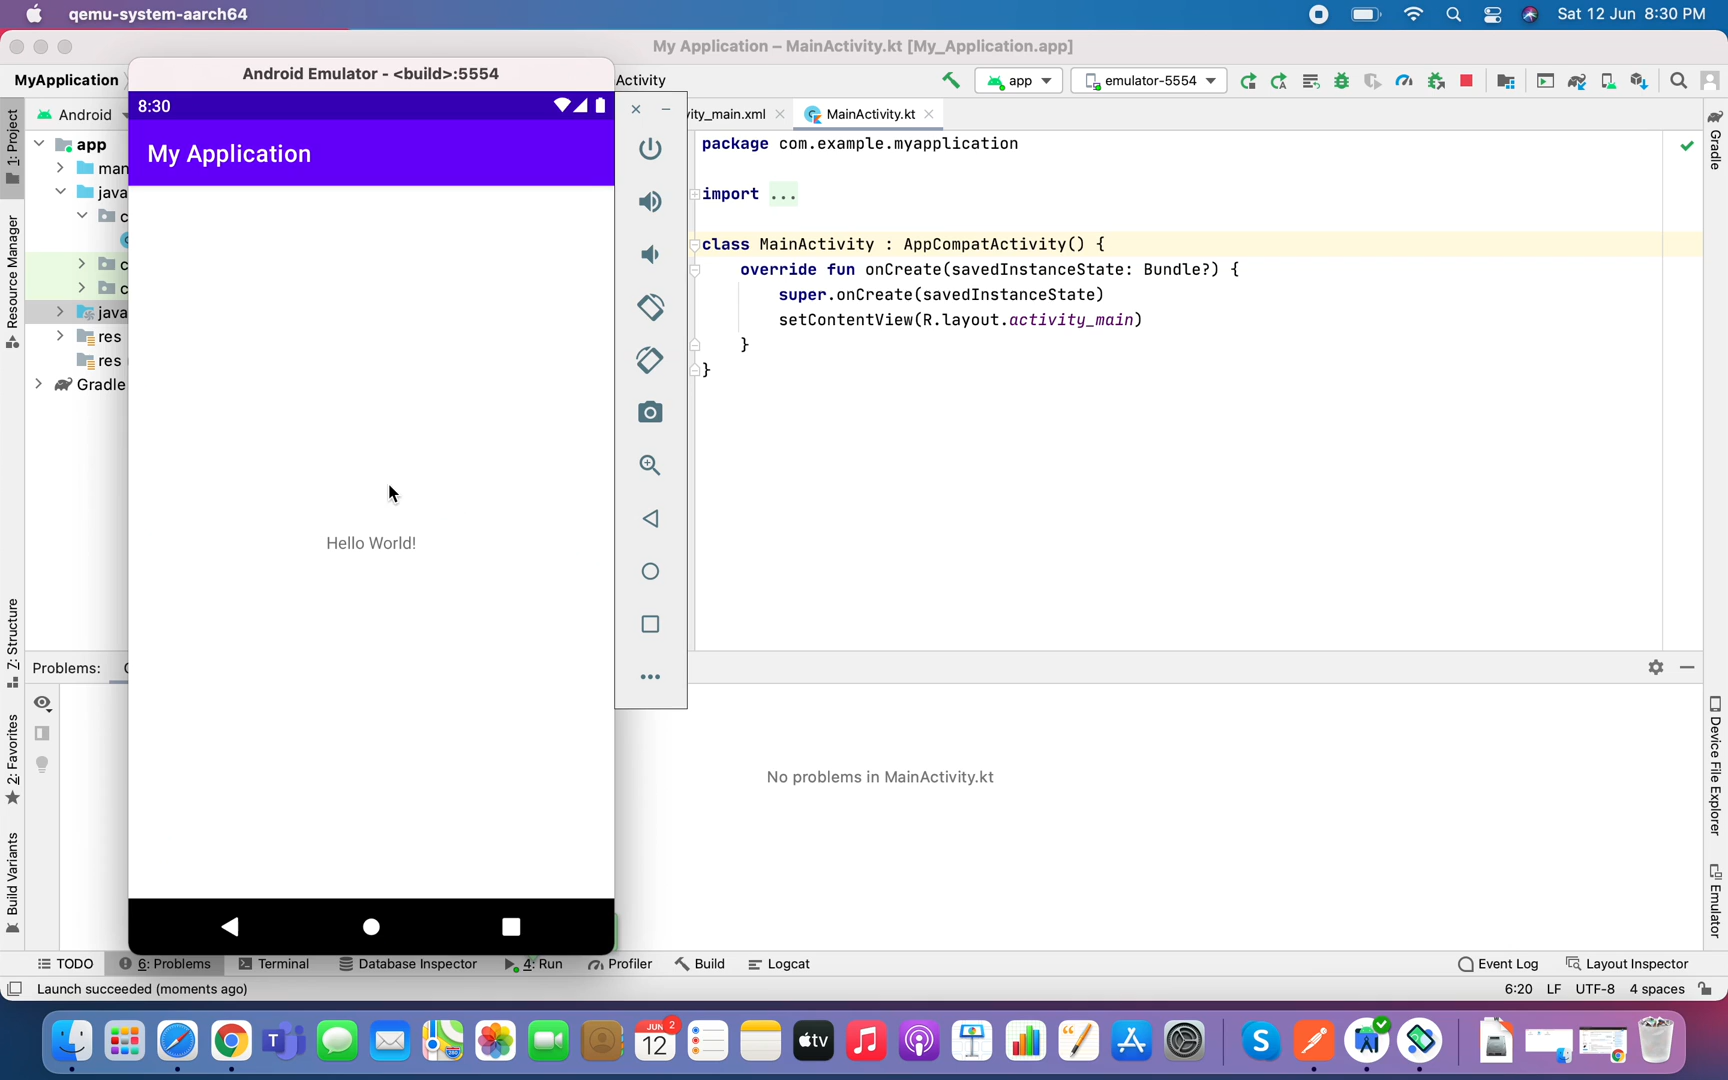 qemu-system-aarch64
Sat 12 Jun 8:30 PM
My Application – MainActivity.kt [My_Application.app]
MyApplication
Android Emulator - <build>:5554
Activity
app
emulator-5554
Android
8:30
My Application
Hello World!
ity_main.xml
MainActivity.kt
package com.example.myapplication
import ...
class MainActivity : AppCompatActivity() {
override fun onCreate(savedInstanceState: Bundle?) {
super.onCreate(savedInstanceState)
setContentView(R.layout.activity_main)
}
}
app
man
java
c
c
c
java
res
res
Gradle
1: Project
Resource Manager
7: Structure
2: Favorites
Build Variants
Gradle
Device File Explorer
Emulator
Problems:
No problems in MainActivity.kt
TODO
6: Problems
Terminal
Database Inspector
4: Run
Profiler
Build
Logcat
Event Log
Layout Inspector
Launch succeeded (moments ago)
6:20 LF UTF-8 4 spaces
JUN
12
2
tv